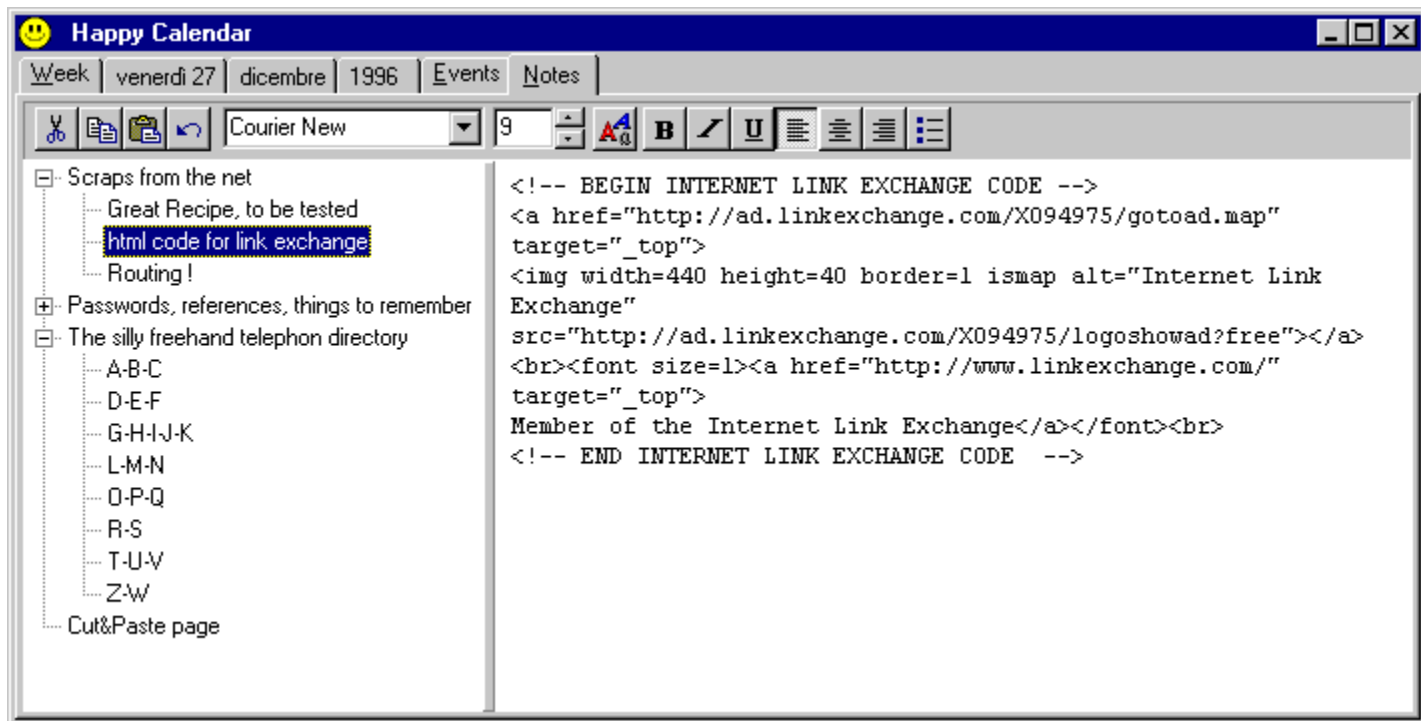 Happy Calendar
Week venerdì 27 dicembre 1996 Events Notes
Courier New 9 B I U
Scraps from the net
Great Recipe, to be tested
html code for link exchange
Routing !
Passwords, references, things to remember
The silly freehand telephon directory
A-B-C
D-E-F
G-H-I-J-K
L-M-N
O-P-Q
R-S
T-U-V
Z-W
Cut&Paste page
<!-- BEGIN INTERNET LINK EXCHANGE CODE -->
<a href="http://ad.linkexchange.com/X094975/gotoad.map"
target="_top">
<img width=440 height=40 border=1 ismap alt="Internet Link
Exchange"
src="http://ad.linkexchange.com/X094975/logoshowad?free"></a>
<br><font size=1><a href="http://www.linkexchange.com/"
target="_top">
Member of the Internet Link Exchange</a></font><br>
<!-- END INTERNET LINK EXCHANGE CODE  -->